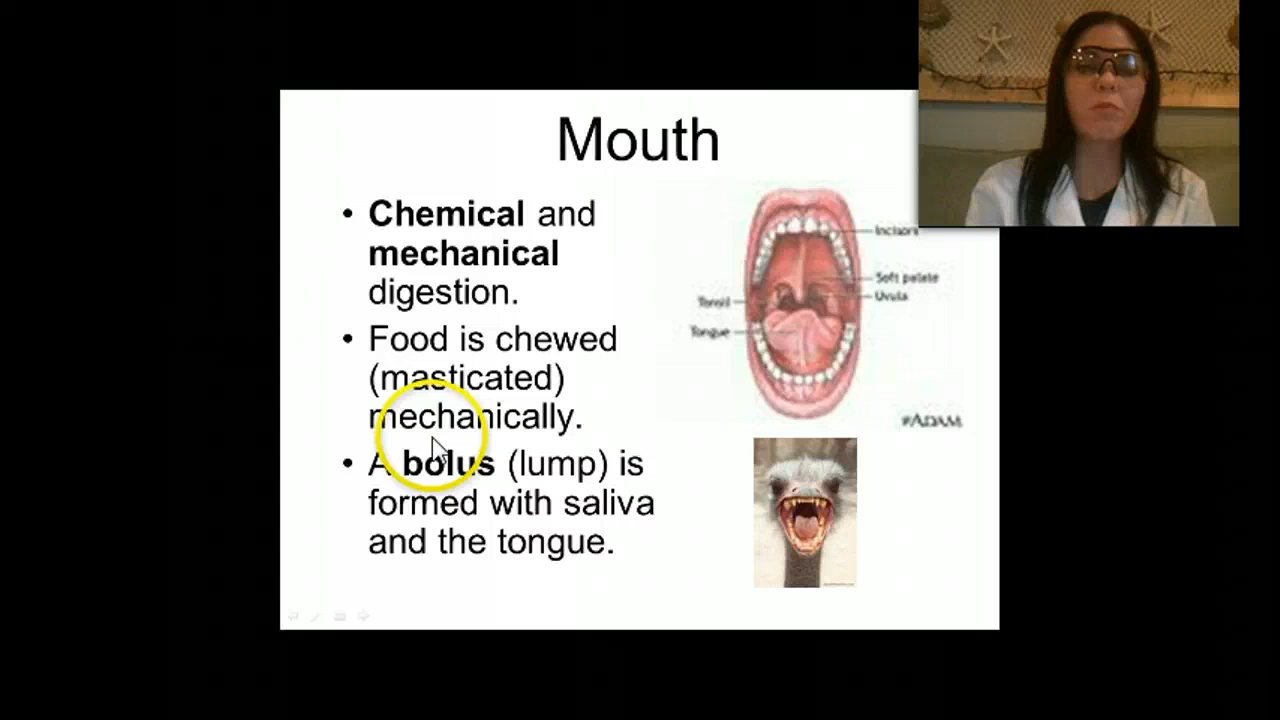 Mouth
• Chemical and
mechanical
digestion.
• Food is chewed
(masticated)
mechanically.
• A bolus (lump) is
formed with saliva
and the tongue.
Incisors
Soft palate
Uvula
Tonsil
Tongue
ADAM